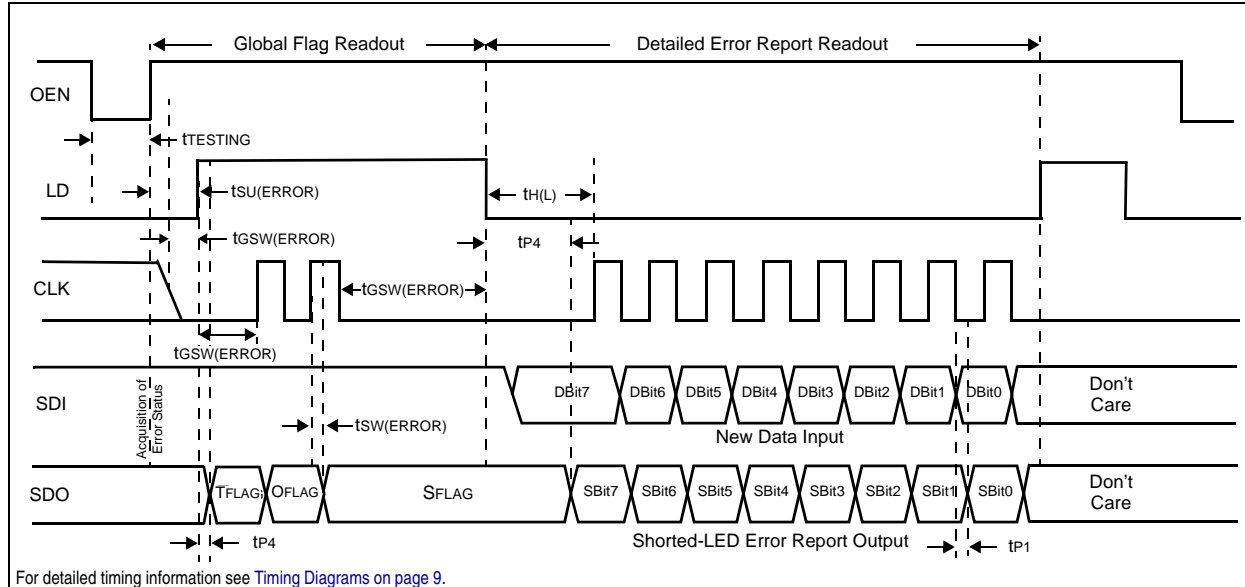 Global Flag Readout Detailed Error Report Readout
OEN
tTESTING
LD
tSU(ERROR)
tH(L)
tGSW(ERROR)
tP4
CLK
tGSW(ERROR)
tGSW(ERROR)
Acquisition of
Error Status
SDI
DBit7 DBit6 DBit5 DBit4 DBit3 DBit2 DBit1 DBit0 Don't
Care
tSW(ERROR)
New Data Input
SDO
TFLAG OFLAG SFLAG SBit7 SBit6 SBit5 SBit4 SBit3 SBit2 SBit1 SBit0 Don't
Care
tP4
Shorted-LED Error Report Output
tP1
For detailed timing information see Timing Diagrams on page 9.